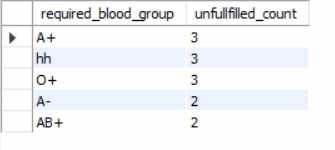 required_blood_group unfullfilled_count
A+ 3
hh 3
O+ 3
A- 2
AB+ 2